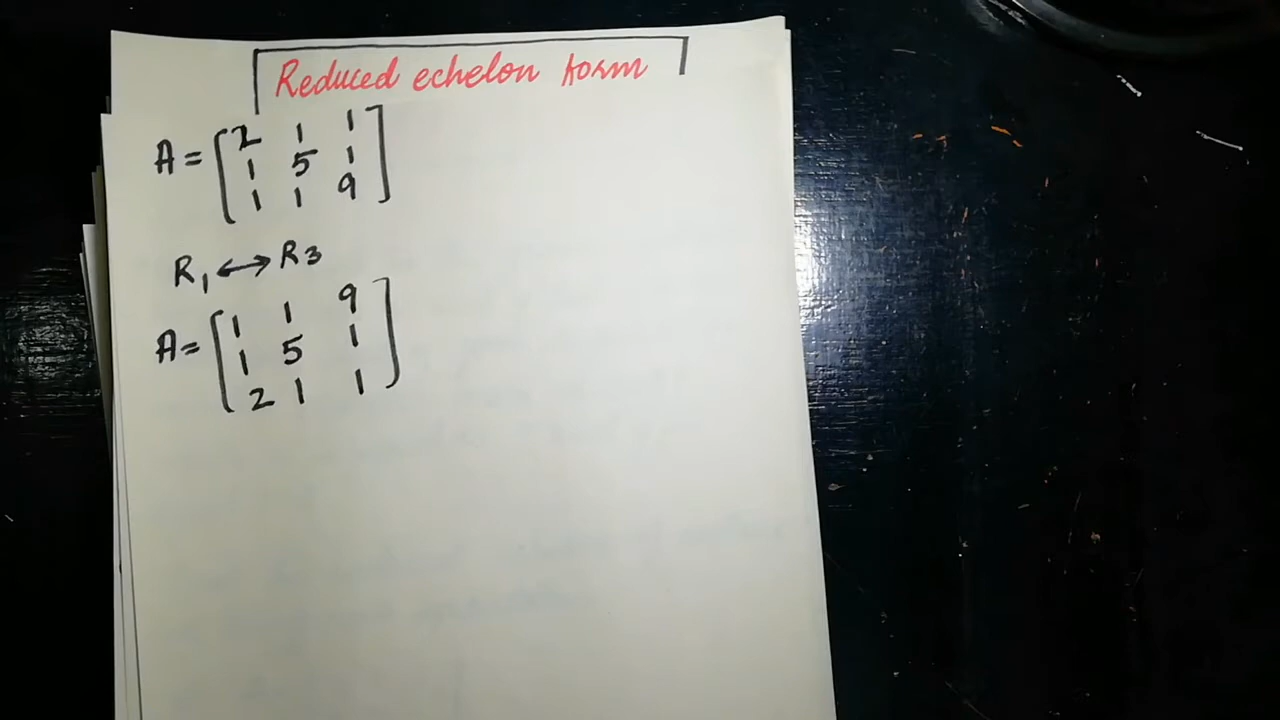 Reduced echelon form
A = [2 1 1
1 5 1
1 1 9]
R1 ↔ R3
A = [1 1 9
1 5 1
2 1 1]